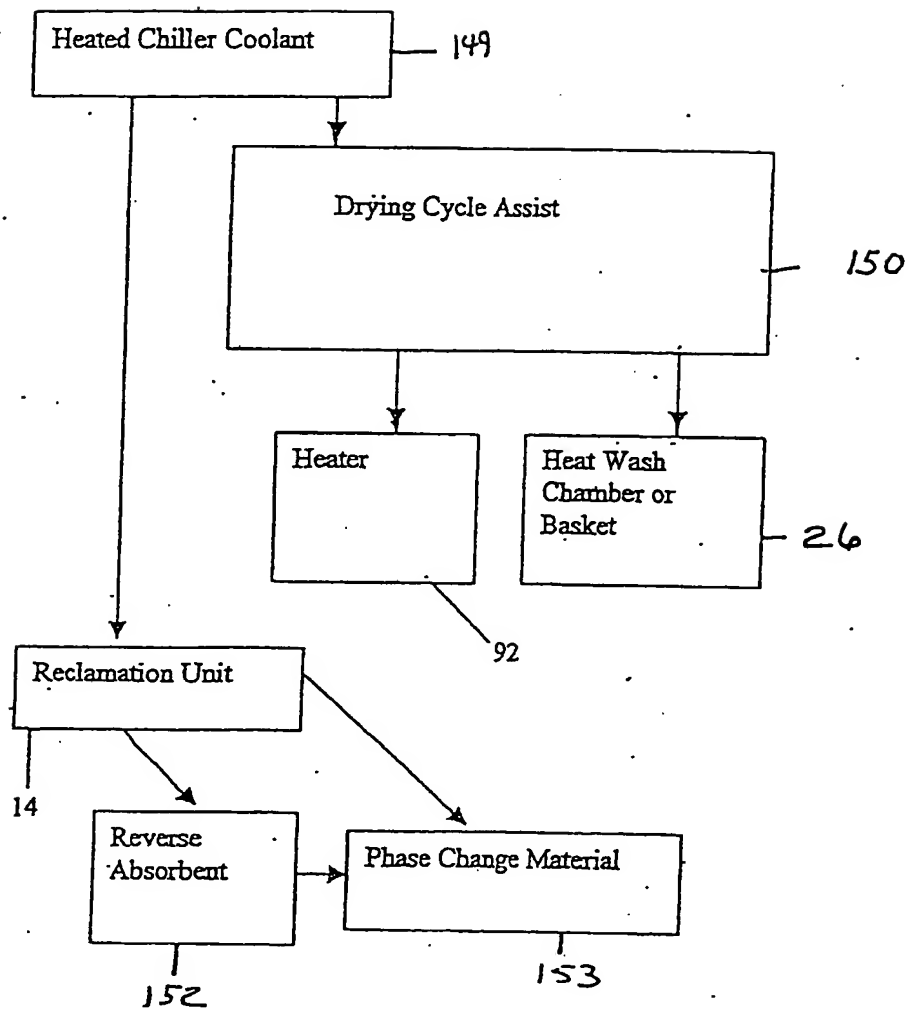 Heated Chiller Coolant
149
Drying Cycle Assist
150
Heater
Heat Wash
Chamber or
Basket
26
92
Reclamation Unit
14
Reverse
Absorbent
Phase Change Material
152
153